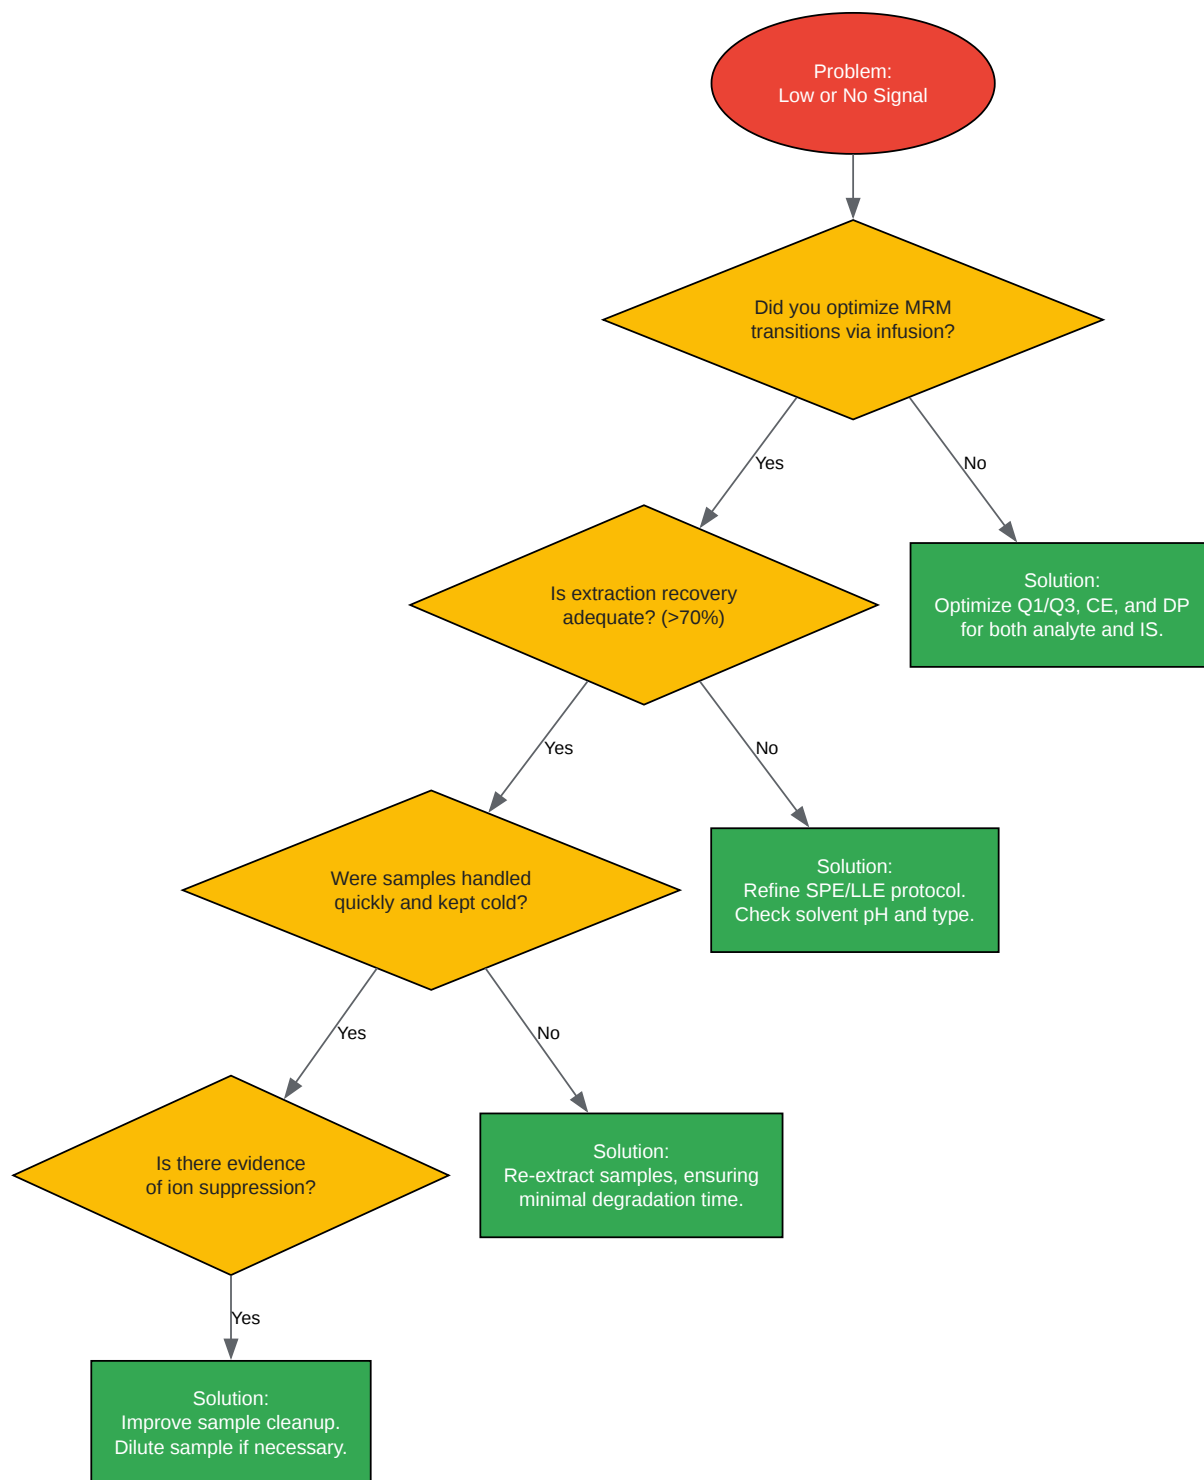 Problem:
Low or No Signal
Did you optimize MRM
transitions via infusion?
Yes
No
Is extraction recovery
adequate? (>70%)
Solution:
Optimize Q1/Q3, CE, and DP
for both analyte and IS.
Yes
No
Were samples handled
quickly and kept cold?
Solution:
Refine SPE/LLE protocol.
Check solvent pH and type.
Yes
No
Is there evidence
of ion suppression?
Solution:
Re-extract samples, ensuring
minimal degradation time.
Yes
Solution:
Improve sample cleanup.
Dilute sample if necessary.